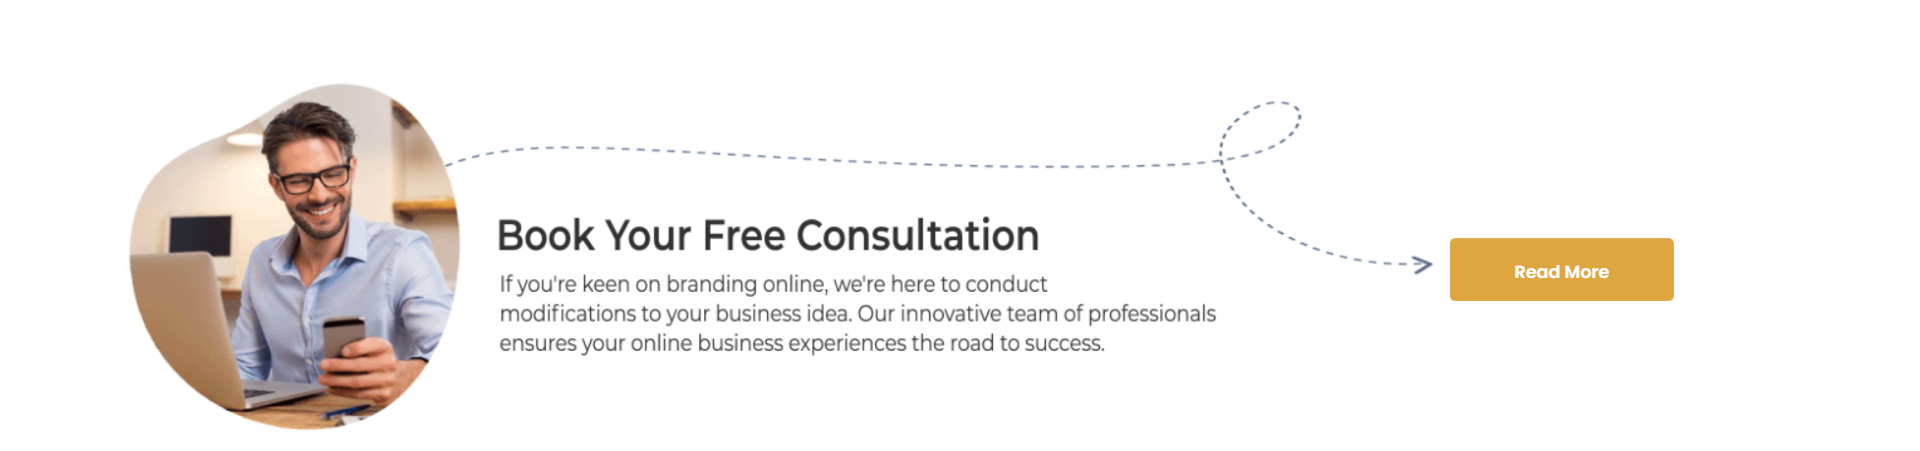 Book Your Free Consultation
If you're keen on branding online, we're here to conduct
modifications to your business idea. Our innovative team of professionals
ensures your online business experiences the road to success.
Read More